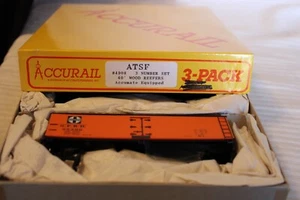 ATSF
ACCURAIL
3 NUMBER SET
40' WOOD REEFERS
Accumate Equipped
3-PACK